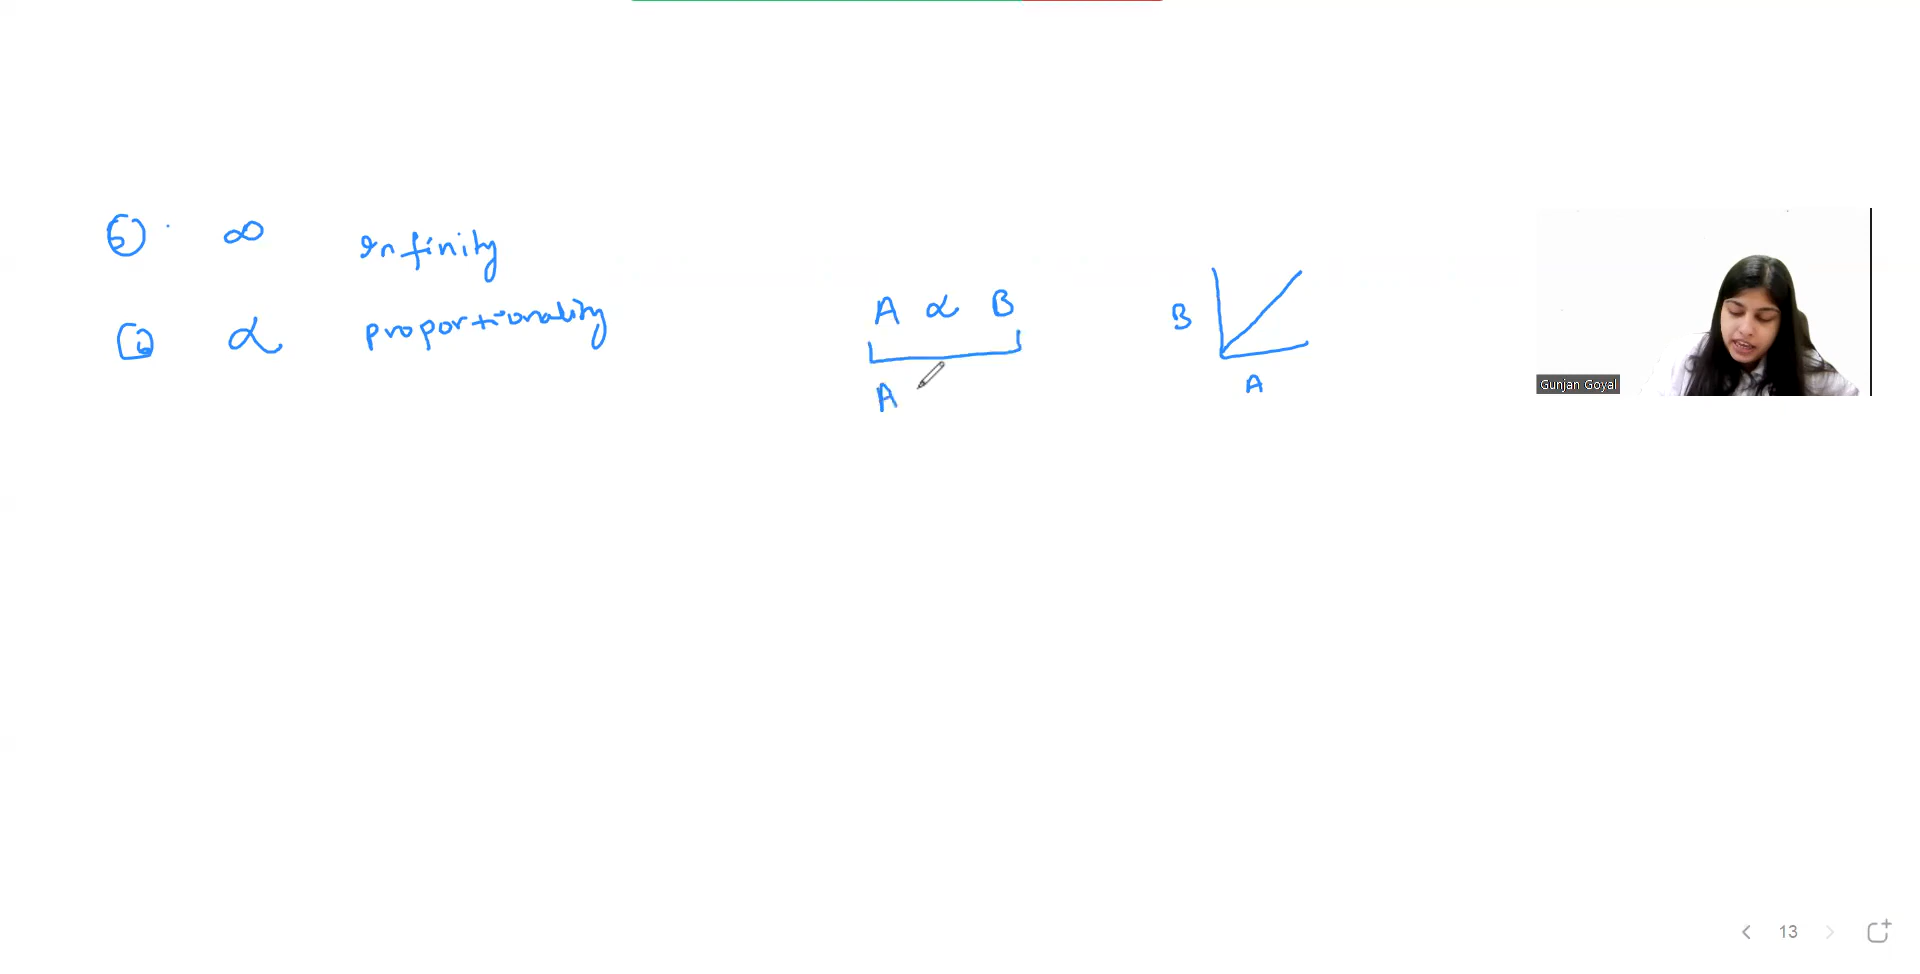 5 ∞ Infinity
6 ∝ proportionality
A ∝ B
A
B
A
Gunjan Goyal
13